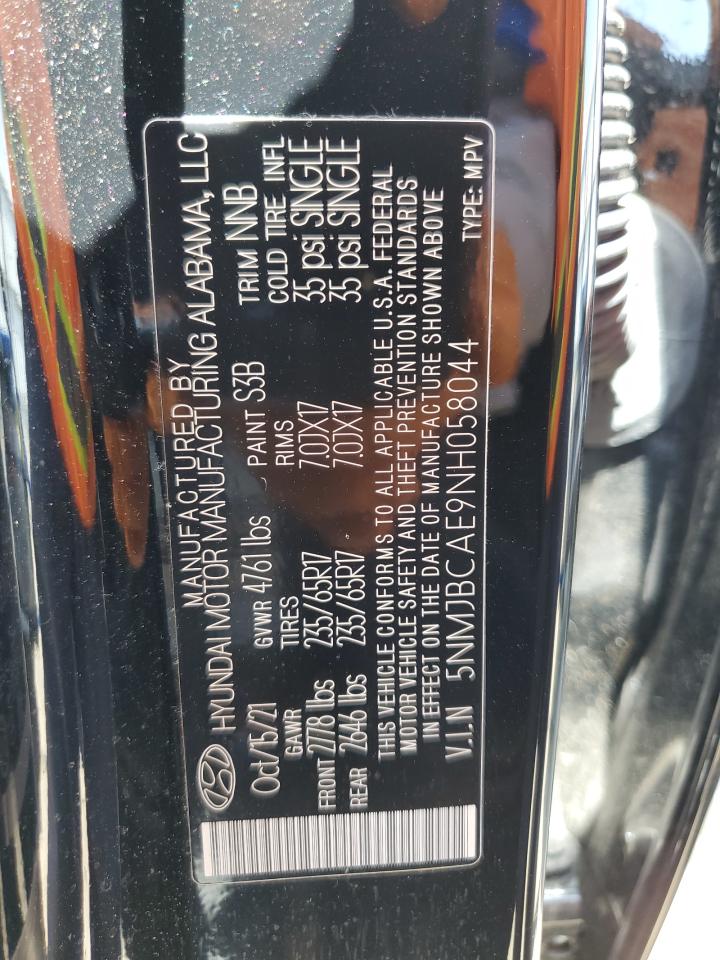 MANUFACTURED BY
HYUNDAI MOTOR MANUFACTURING ALABAMA, LLC
Oct/15/21 GVWR 4761 lbs PAINT S3B TRIM NNB
GAWR TIRES RIMS COLD TIRE INFL
FRONT 2778 lbs 235/65R17 7.0JX17 35 psi SINGLE
REAR 2646 lbs 235/65R17 7.0JX17 35 psi SINGLE
THIS VEHICLE CONFORMS TO ALL APPLICABLE U.S.A. FEDERAL
MOTOR VEHICLE SAFETY AND THEFT PREVENTION STANDARDS
IN EFFECT ON THE DATE OF MANUFACTURE SHOWN ABOVE
V.I.N 5NMJBCAE9NH058044 TYPE: MPV